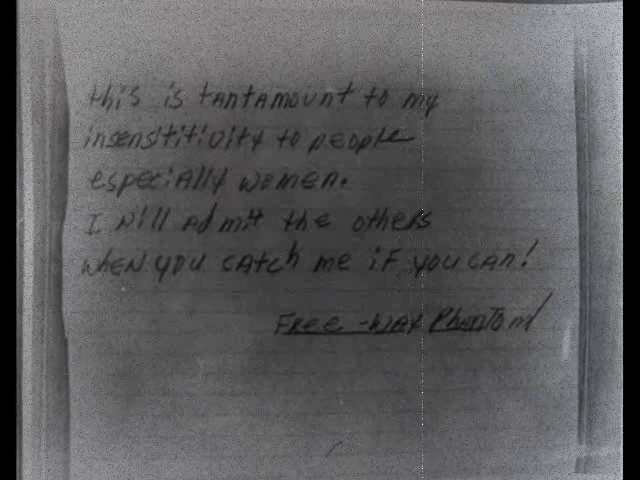 this is tantamount to my
insensititivity to people
especially women.
I will admit the others
when you catch me if you can!
Free-way Phantom